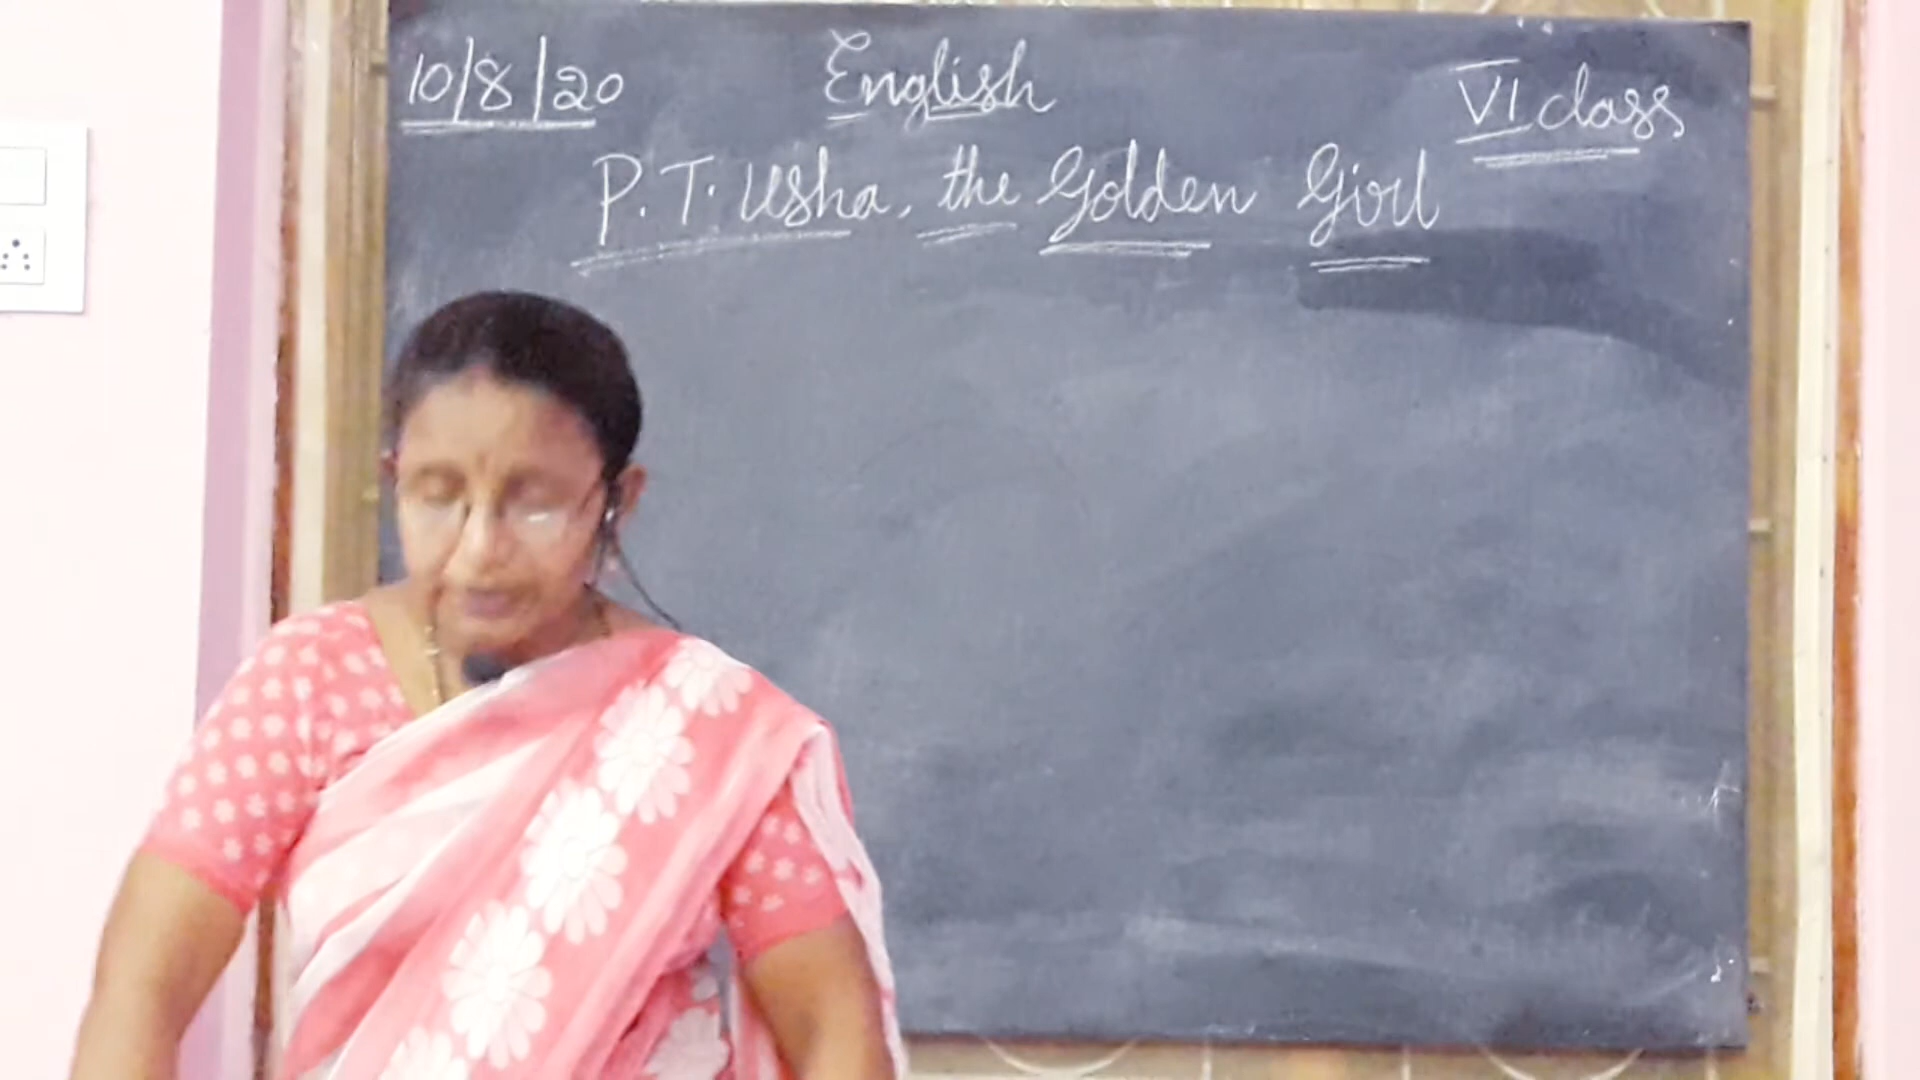 10/8/20 English VI class
P.T. Usha, the Golden Girl